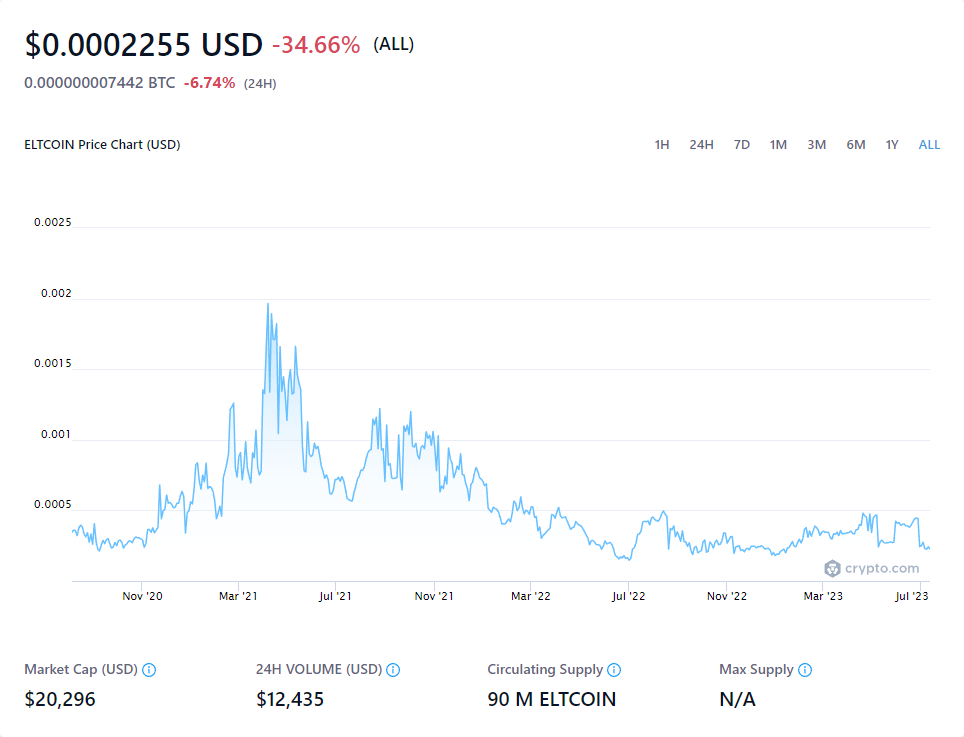 $0.0002255 USD -34.66% (ALL)
0.000000007442 BTC -6.74% (24H)
ELTCOIN Price Chart (USD) 1H 24H 7D 1M 3M 6M 1Y ALL
0.0025
0.002
0.0015
0.001
0.0005
crypto.com
Nov '20 Mar '21 Jul '21 Nov '21 Mar '22 Jul '22 Nov '22 Mar '23 Jul '23
Market Cap (USD) 24H VOLUME (USD) Circulating Supply Max Supply
$20,296 $12,435 90 M ELTCOIN N/A